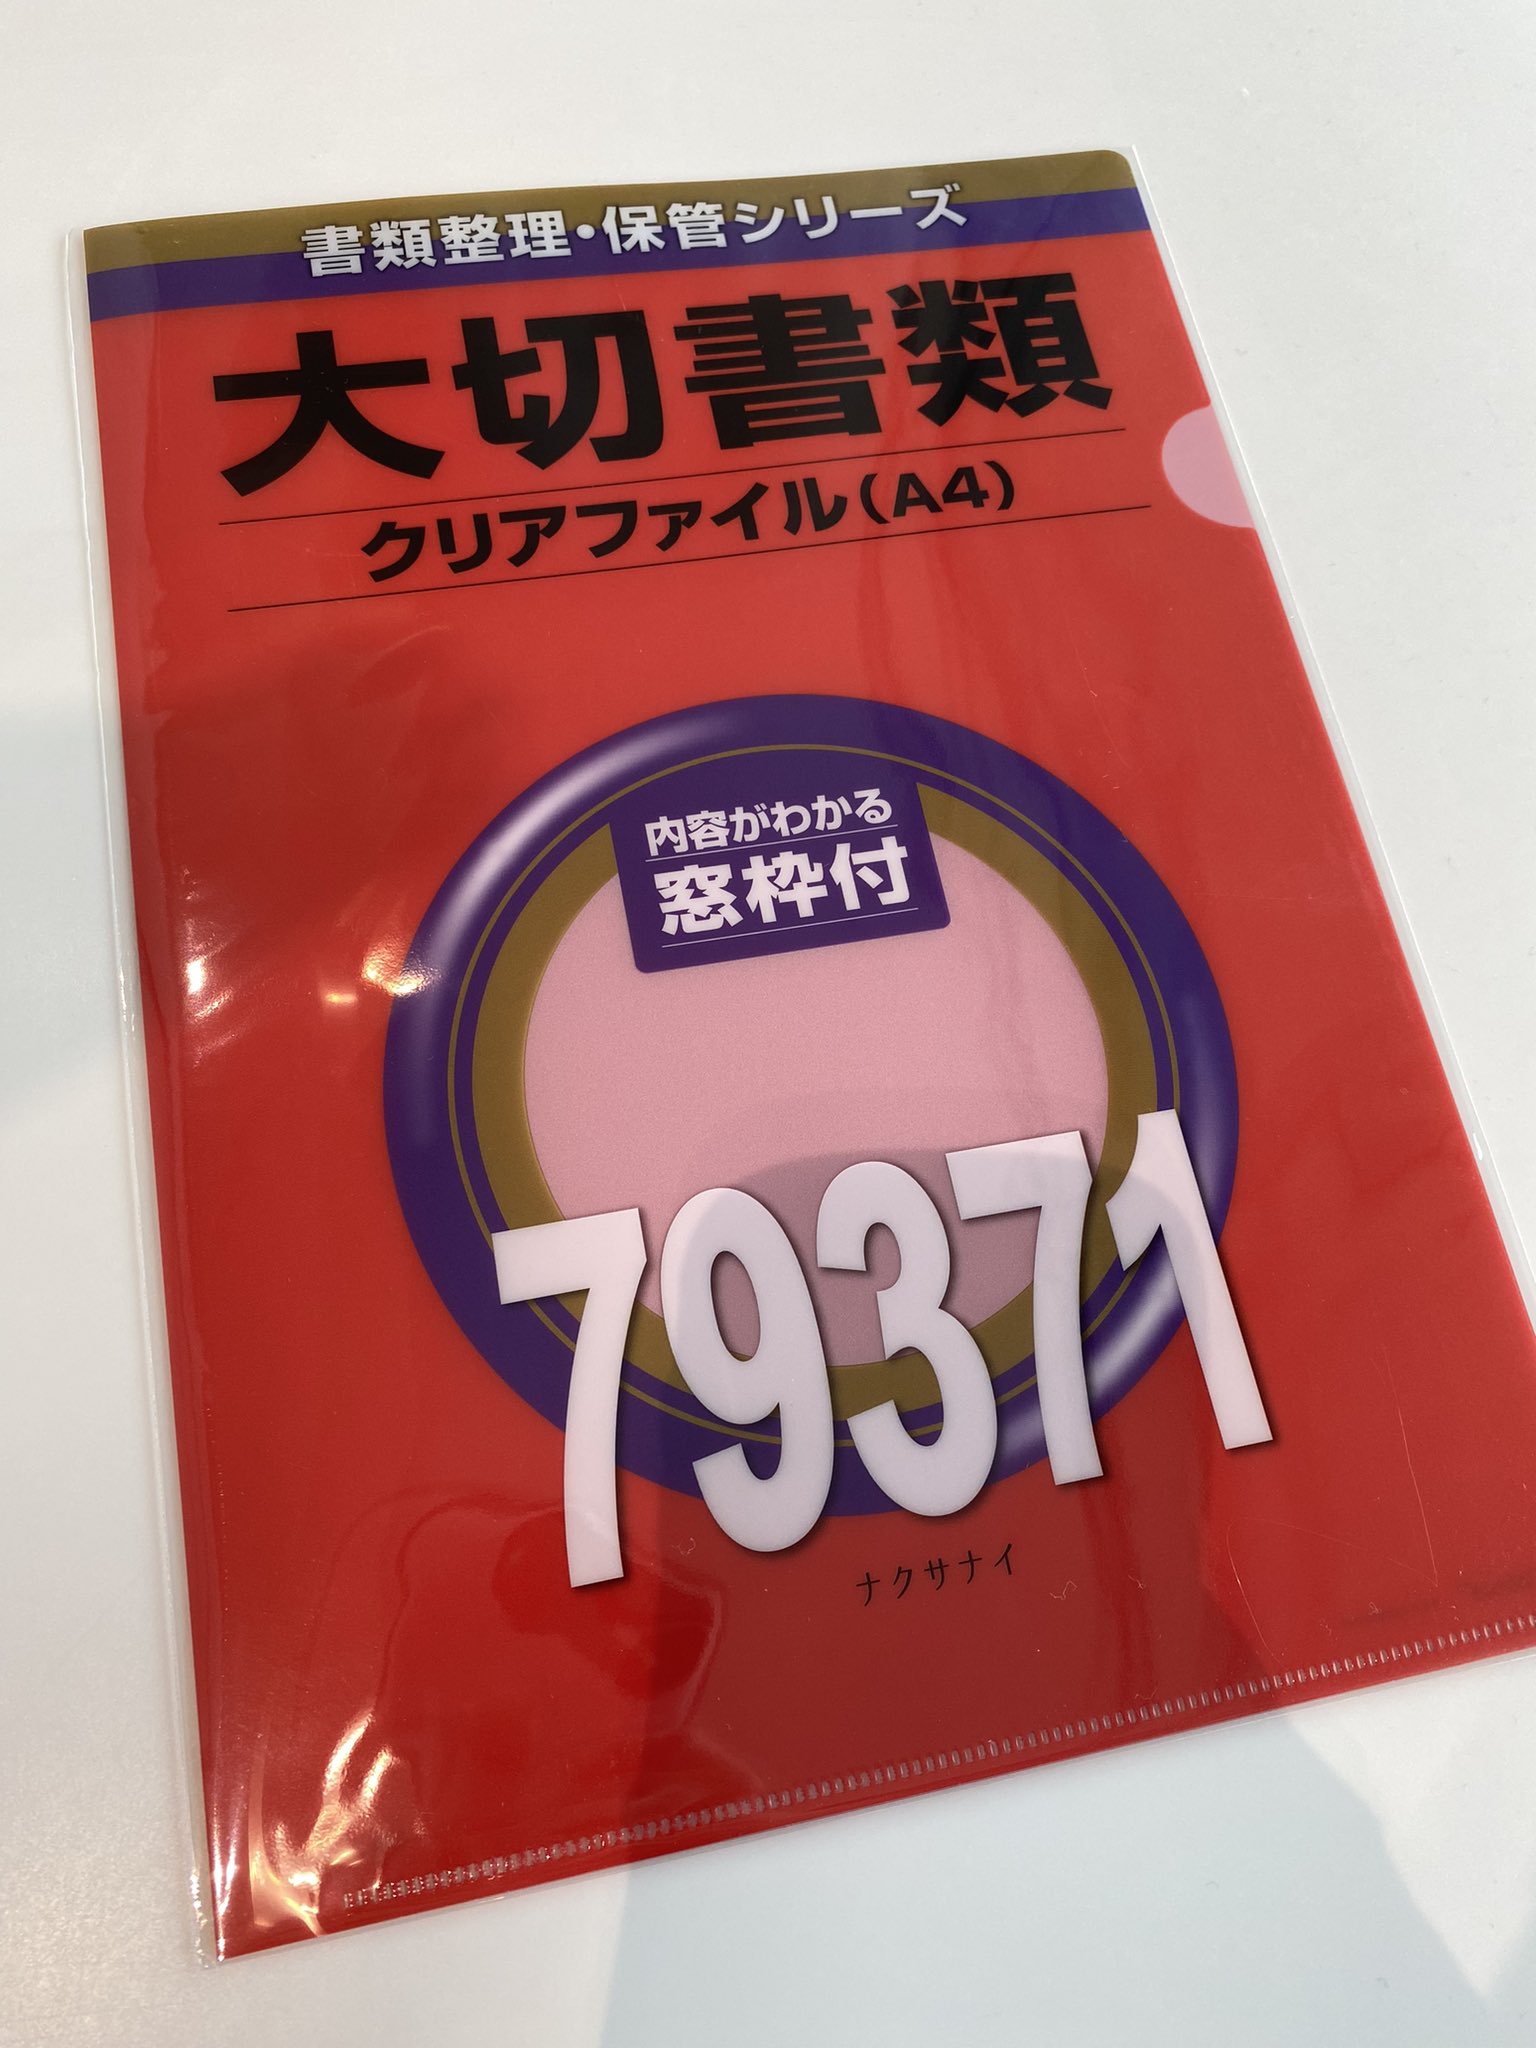 書類整理・保管シリーズ
大切書類
クリアファイル(A4)
内容がわかる
窓枠付
79371
ナクサナイ